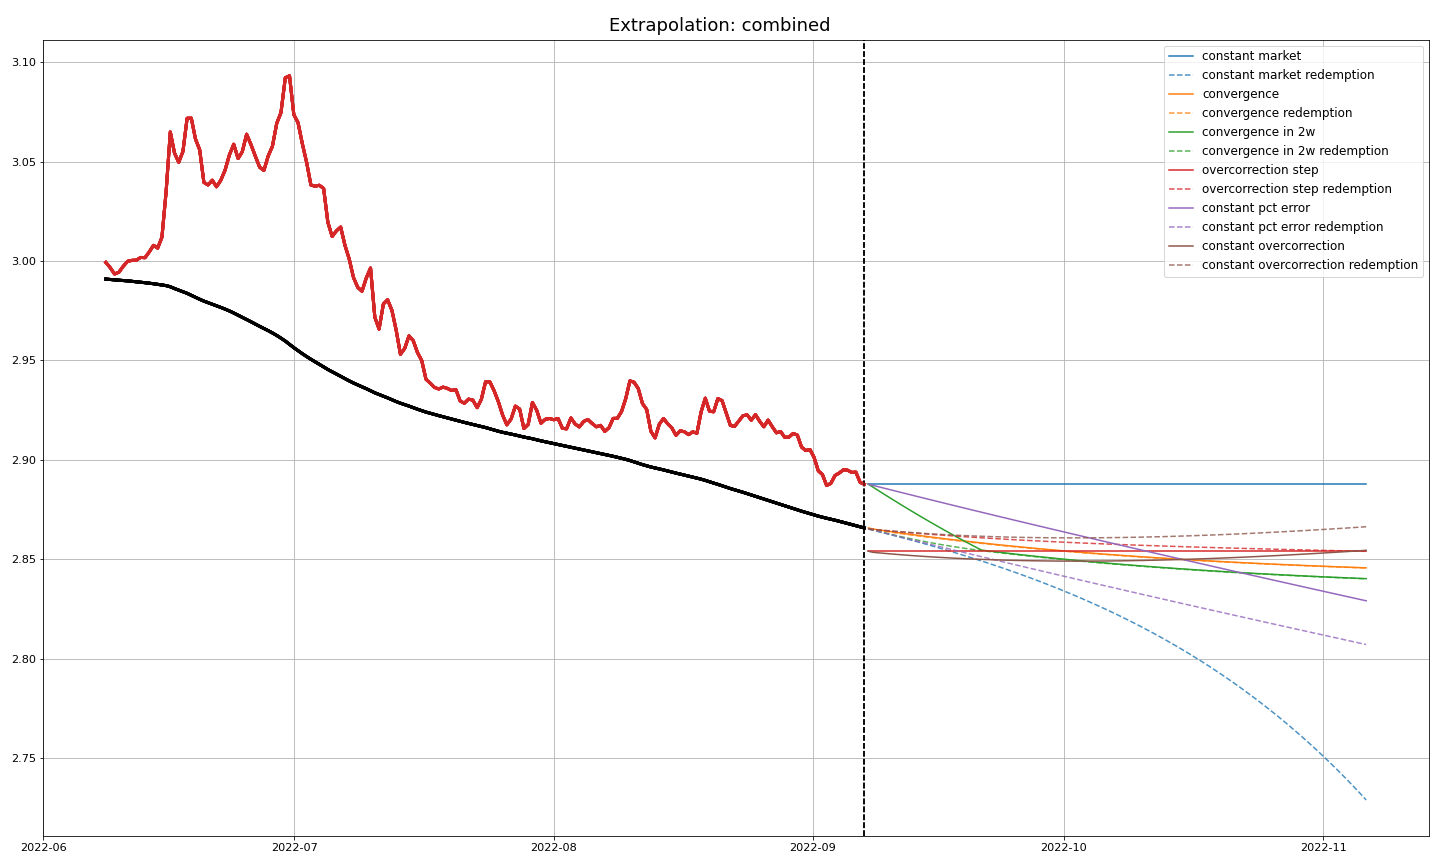 Extrapolation: combined
3.10
3.05
3.00
2.95
2.90
2.85
2.80
2.75
constant market
constant market redemption
convergence
convergence redemption
convergence in 2w
convergence in 2w redemption
overcorrection step
overcorrection step redemption
constant pct error
constant pct error redemption
constant overcorrection
constant overcorrection redemption
2022-06
2022-07
2022-08
2022-09
2022-10
2022-11